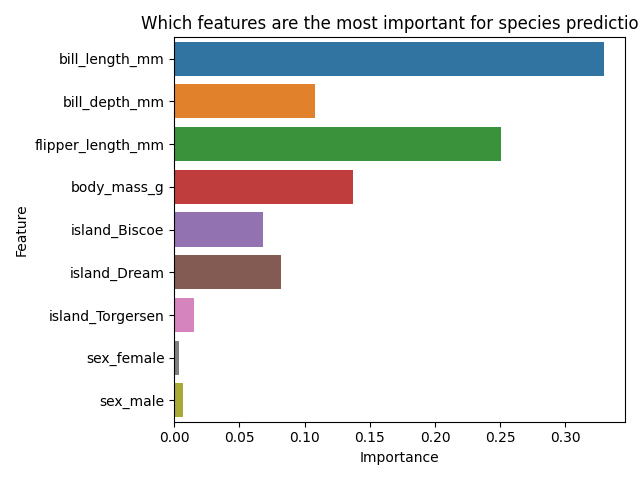 Which features are the most important for species predictio
bill_length_mm
bill_depth_mm
flipper_length_mm
body_mass_g
island_Biscoe
island_Dream
island_Torgersen
sex_female
sex_male
Feature
0.00 0.05 0.10 0.15 0.20 0.25 0.30
Importance